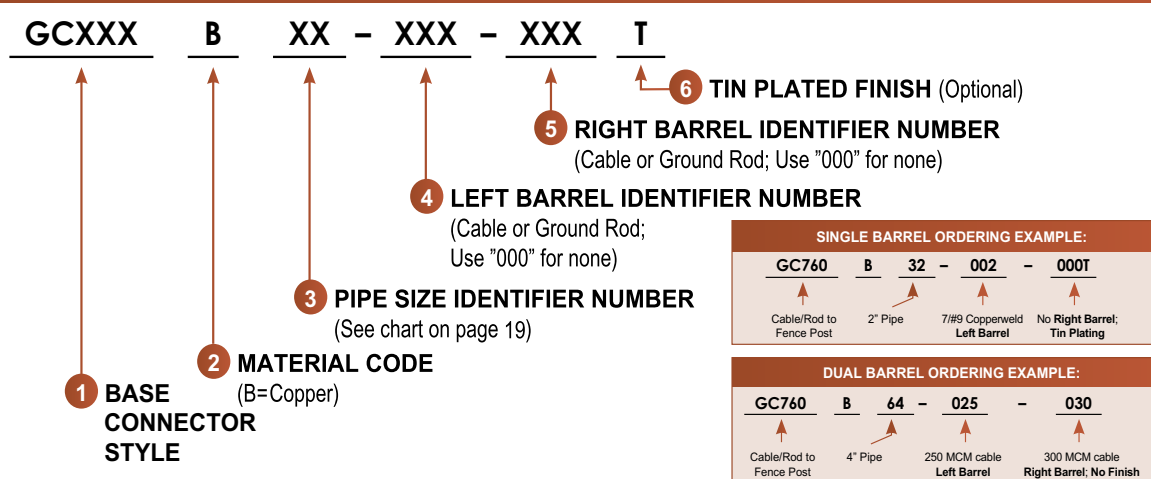 GCXXX B XX – XXX – XXX T
6 TIN PLATED FINISH (Optional)
5 RIGHT BARREL IDENTIFIER NUMBER
(Cable or Ground Rod; Use "000" for none)
4 LEFT BARREL IDENTIFIER NUMBER
(Cable or Ground Rod;
Use "000" for none)
3 PIPE SIZE IDENTIFIER NUMBER
(See chart on page 19)
2 MATERIAL CODE
(B=Copper)
1 BASE
CONNECTOR
STYLE
SINGLE BARREL ORDERING EXAMPLE:
GC760 B 32 – 002 – 000T
Cable/Rod to
Fence Post
2" Pipe
7/#9 Copperweld
Left Barrel
No Right Barrel;
Tin Plating
DUAL BARREL ORDERING EXAMPLE:
GC760 B 64 – 025 – 030
Cable/Rod to
Fence Post
4" Pipe
250 MCM cable
Left Barrel
300 MCM cable
Right Barrel; No Finish